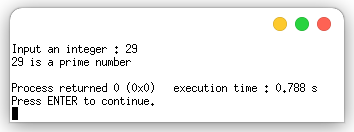 Input an integer : 29
29 is a prime number
Process returned 0 (0x0)   execution time : 0.788 s
Press ENTER to continue.